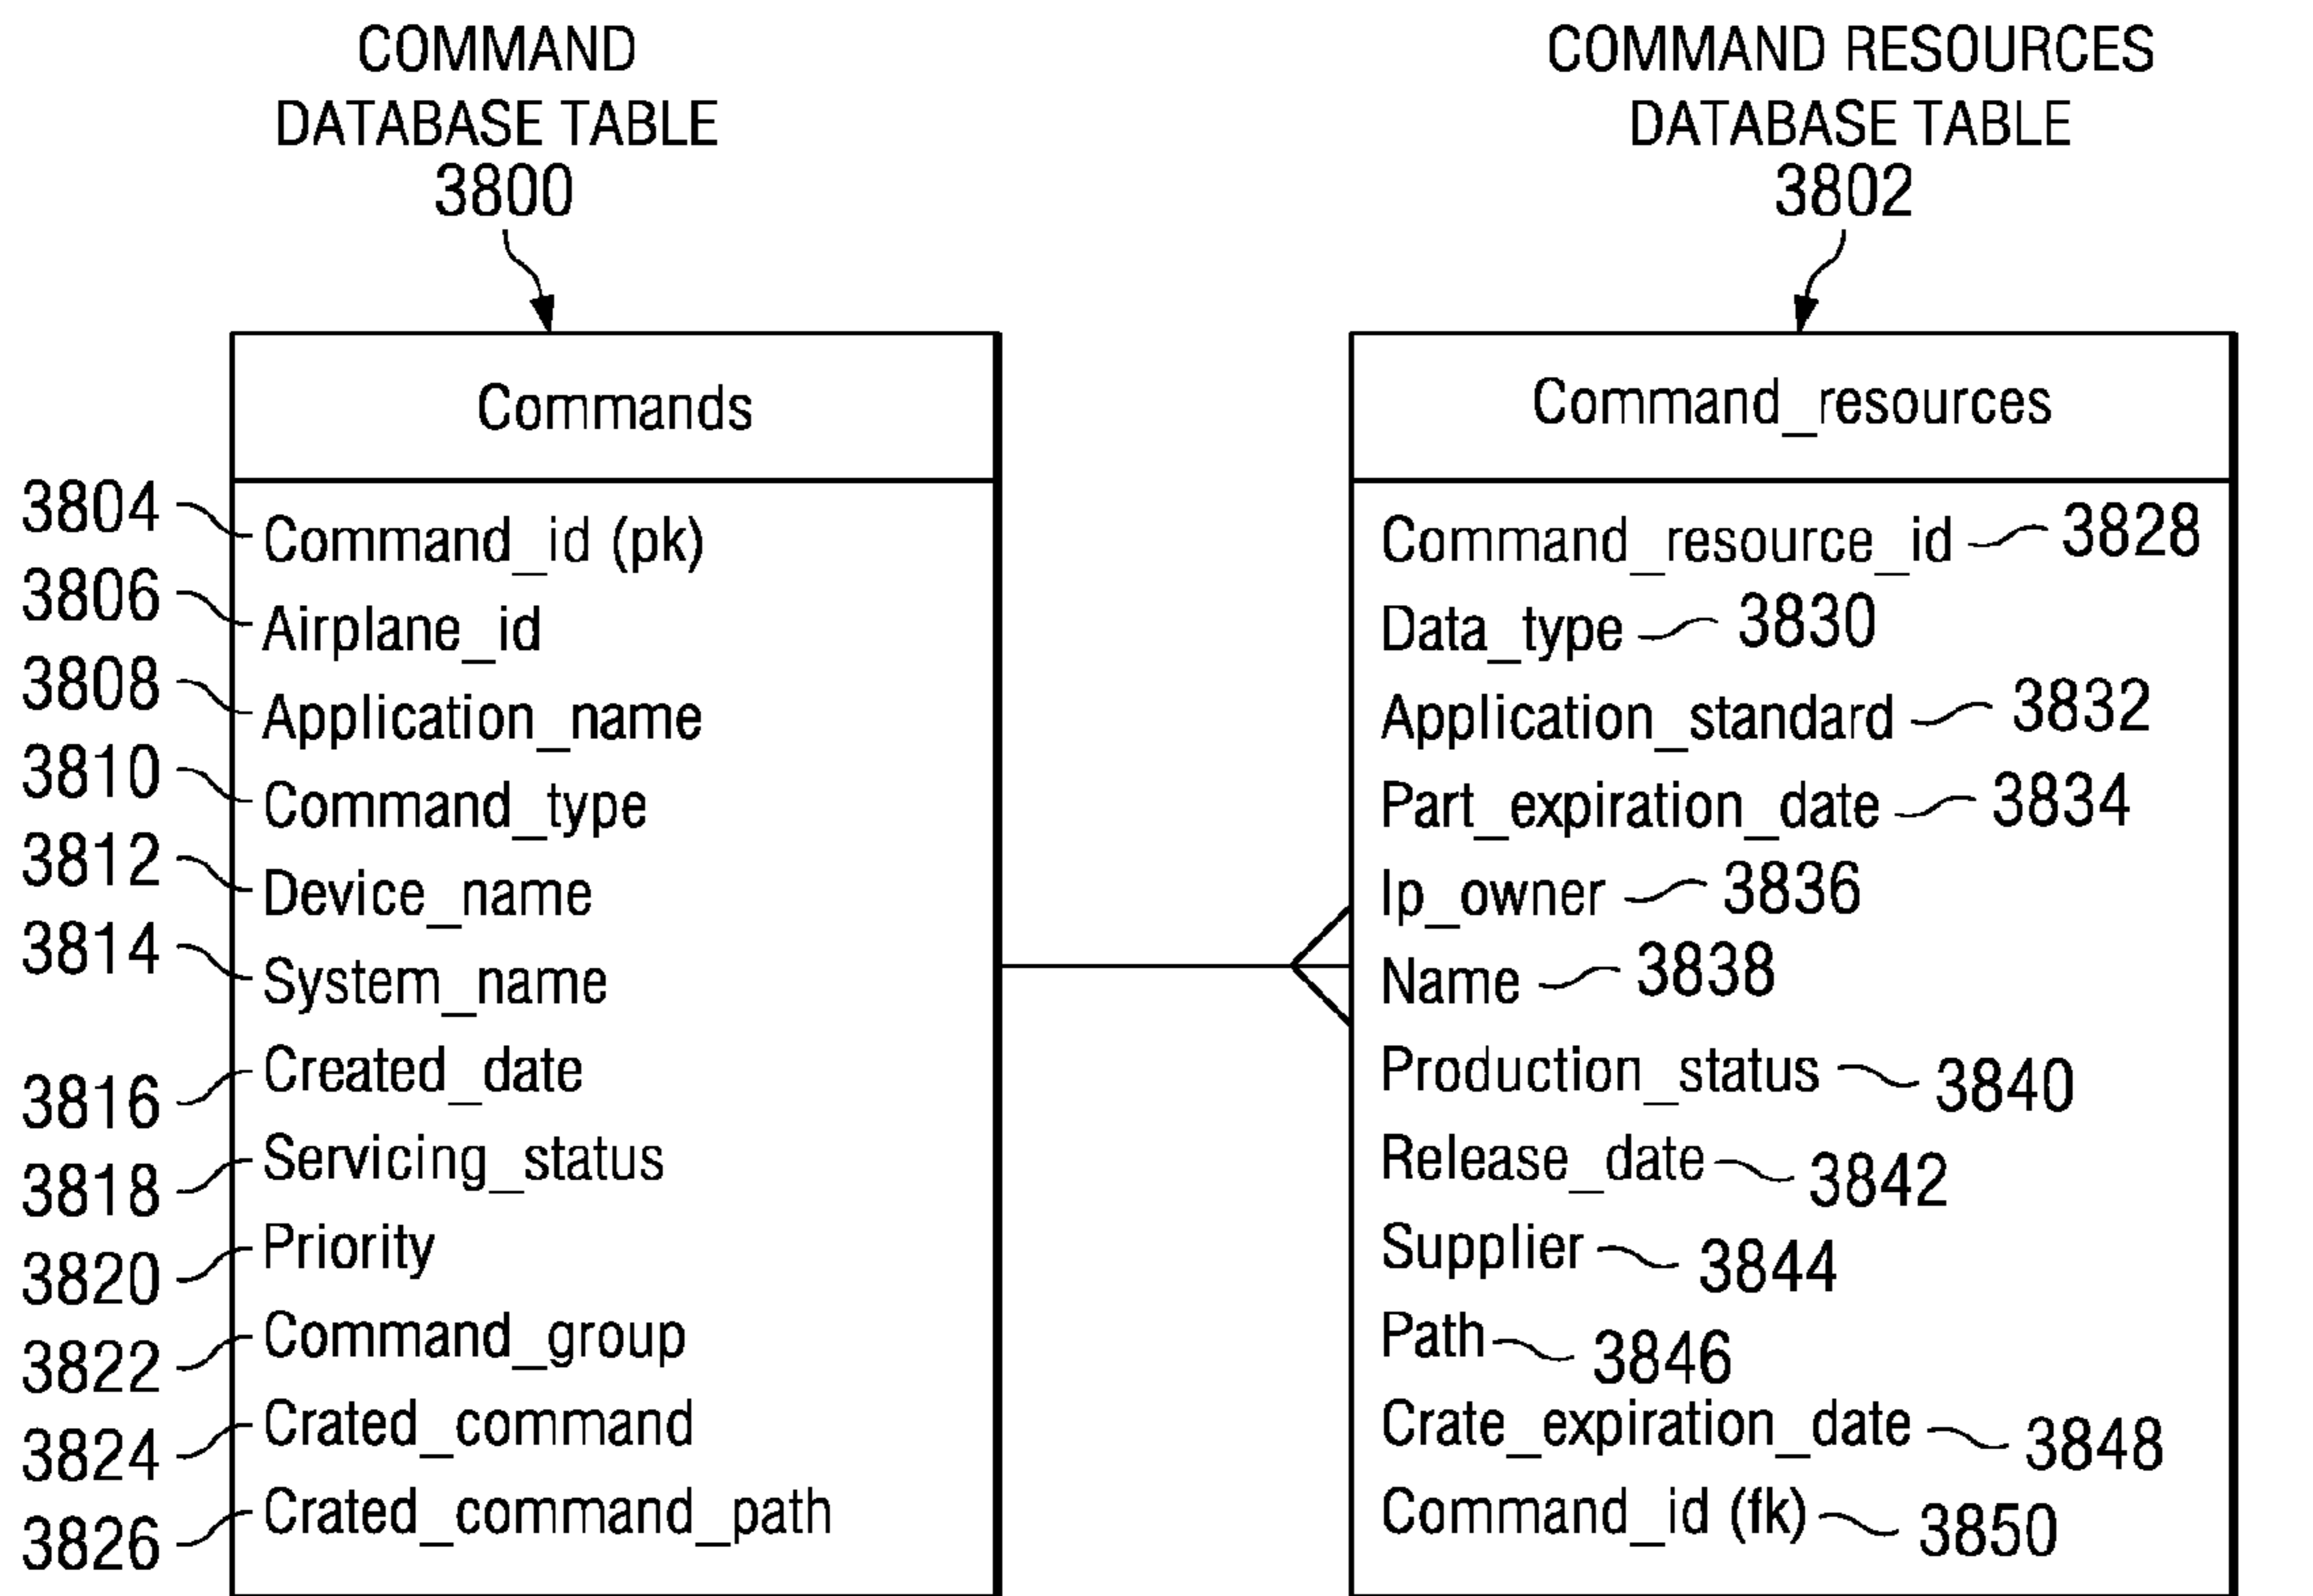 COMMAND
DATABASE TABLE
3800
Commands
3804 Command_id (pk)
3806 Airplane_id
3808 Application_name
3810 Command_type
3812 Device_name
3814 System_name
3816 Created_date
3818 Servicing_status
3820 Priority
3822 Command_group
3824 Crated_command
3826 Crated_command_path
COMMAND RESOURCES
DATABASE TABLE
3802
Command_resources
Command_resource_id 3828
Data_type 3830
Application_standard 3832
Part_expiration_date 3834
Ip_owner 3836
Name 3838
Production_status 3840
Release_date 3842
Supplier 3844
Path 3846
Crate_expiration_date 3848
Command_id (fk) 3850